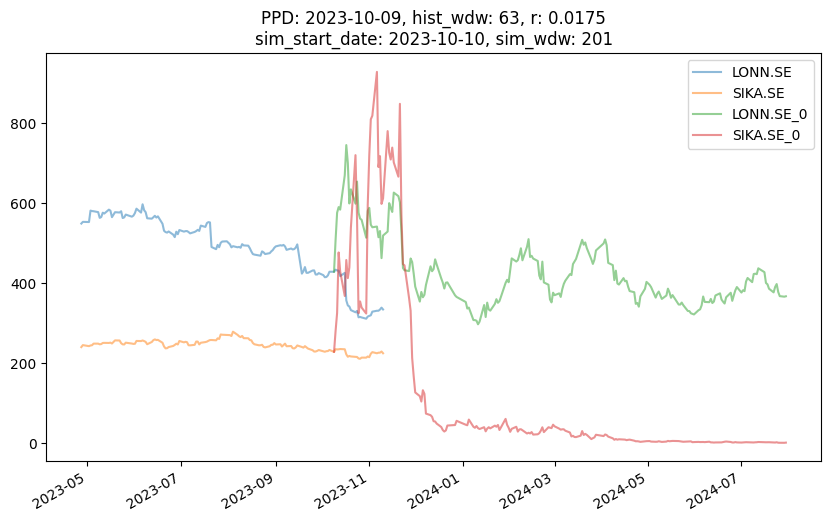 PPD: 2023-10-09, hist_wdw: 63, r: 0.0175
sim_start_date: 2023-10-10, sim_wdw: 201
LONN.SE
SIKA.SE
LONN.SE_0
SIKA.SE_0
800
600
400
200
0
2023-05
2023-07
2023-09
2023-11
2024-01
2024-03
2024-05
2024-07